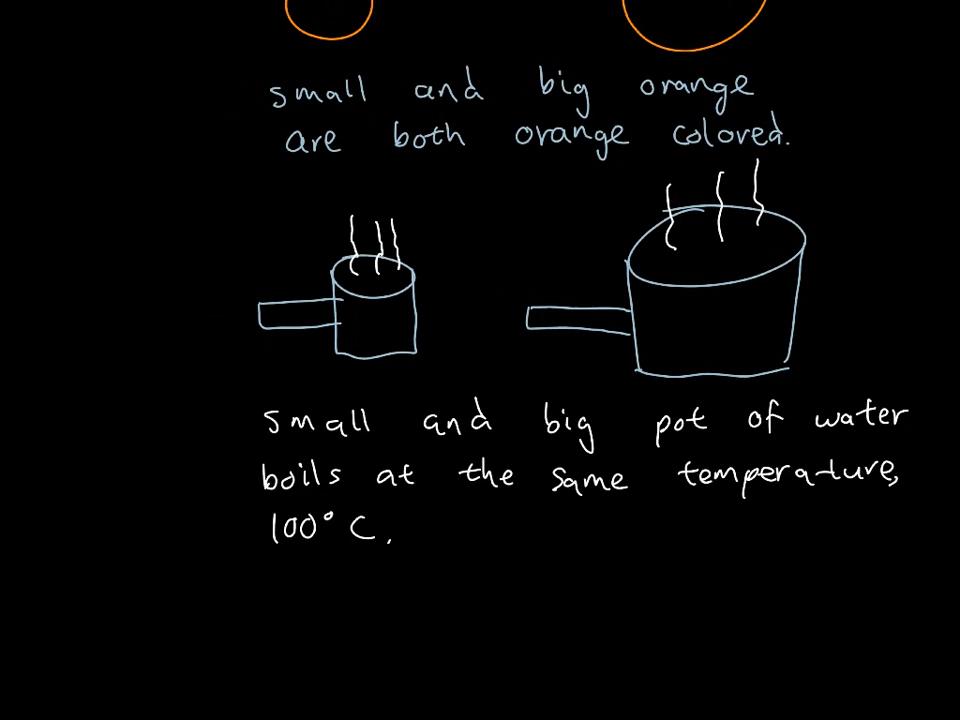 small and big orange
are both orange colored.
small and big pot of water
boils at the same temperature,
100° C.